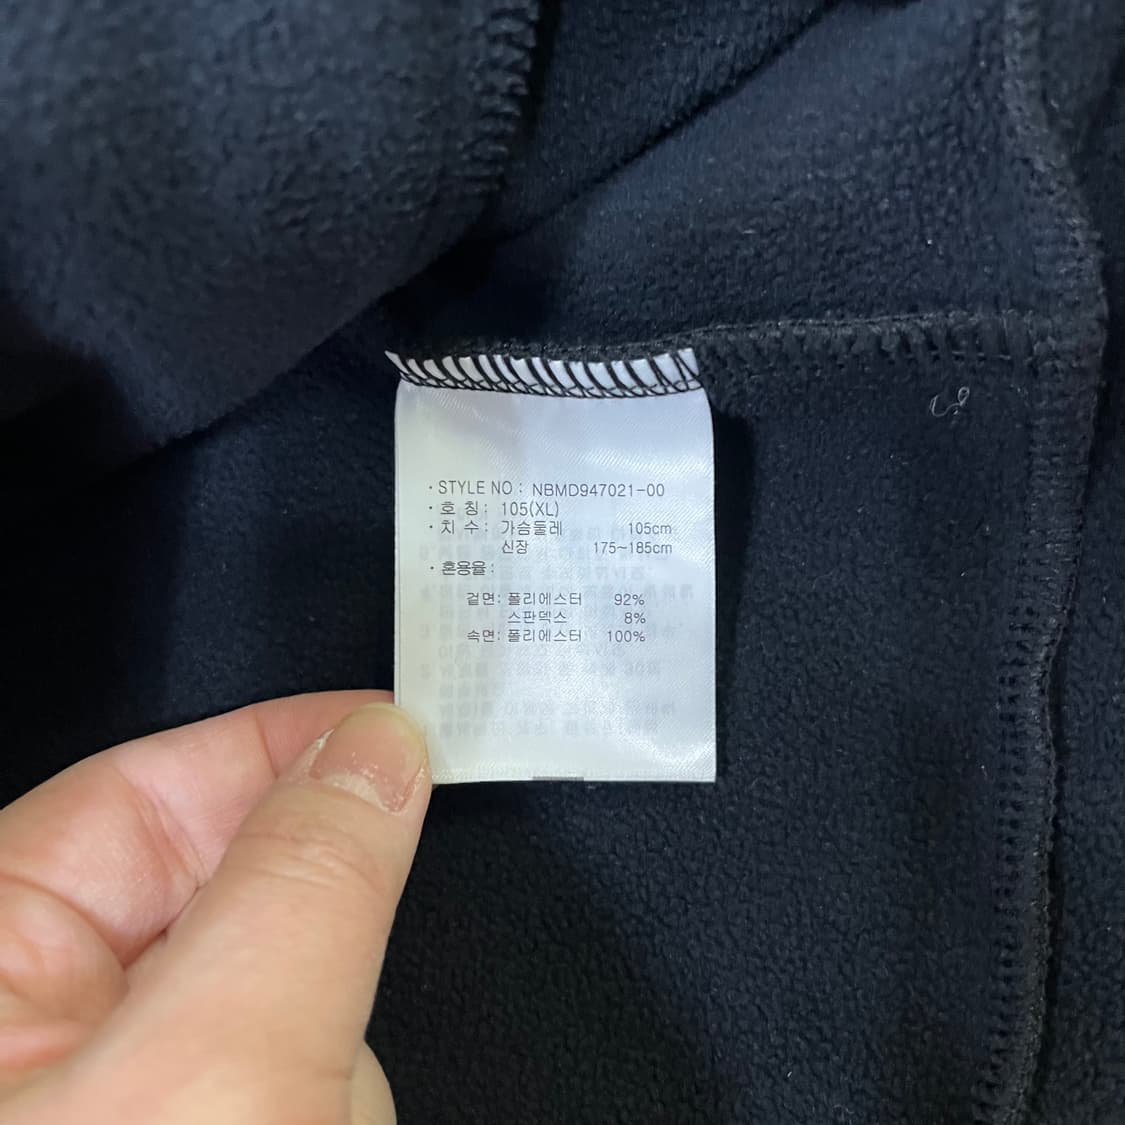 · STYLE NO : NBMD947021-00
· 호 칭 : 105(XL)
· 치 수 : 가슴둘레 105cm
신장 175~185cm
· 혼용율 :
겉면 : 폴리에스터 92%
스판덱스 8%
속면 : 폴리에스터 100%